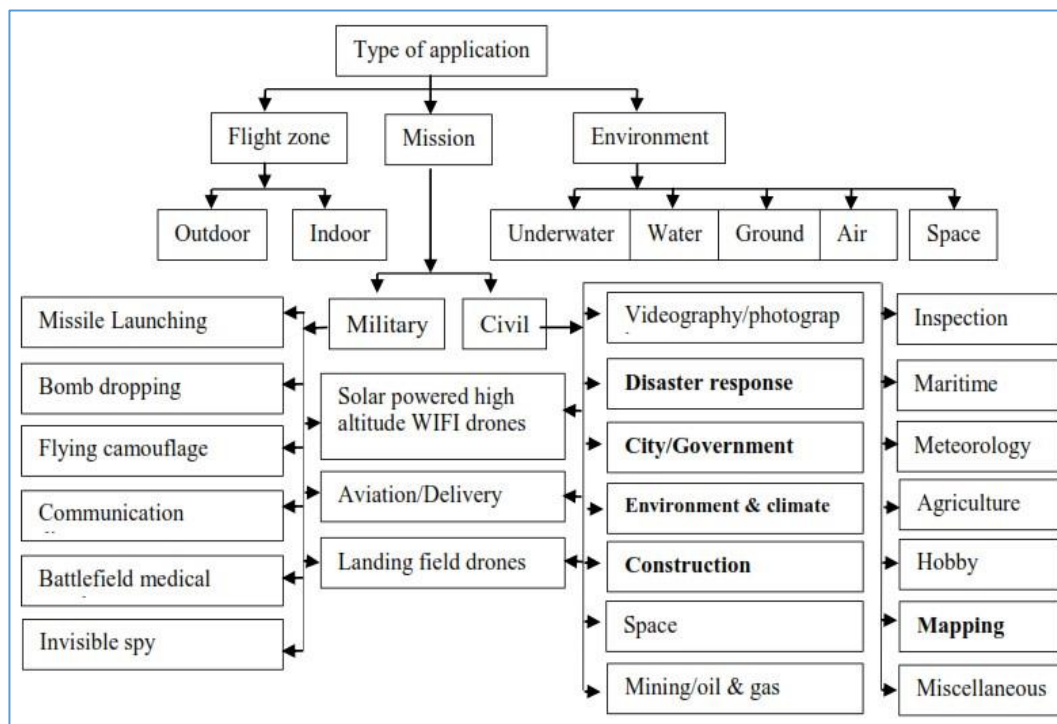 Type of application
Flight zone
Mission
Environment
Outdoor
Indoor
Underwater
Water
Ground
Air
Space
Military
Civil
Missile Launching
Bomb dropping
Flying camouflage
Communication
Battlefield medical
Invisible spy
Solar powered high
altitude WIFI drones
Aviation/Delivery
Landing field drones
Videography/photograp
Disaster response
City/Government
Environment & climate
Construction
Space
Mining/oil & gas
Inspection
Maritime
Meteorology
Agriculture
Hobby
Mapping
Miscellaneous